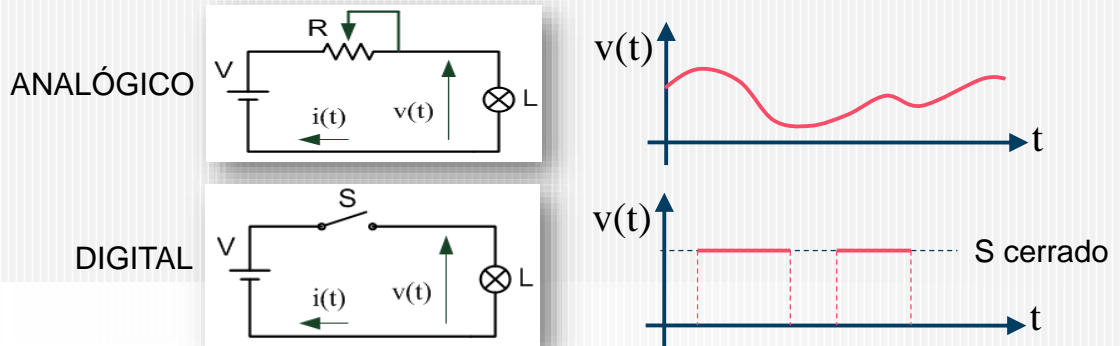 ANALÓGICO
V
R
i(t)
v(t)
L
v(t)
t
DIGITAL
V
S
i(t)
v(t)
L
v(t)
S cerrado
t